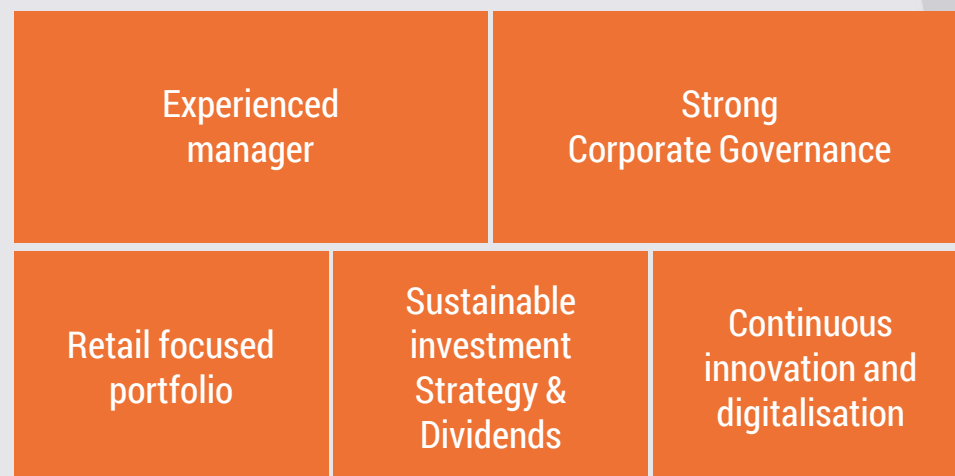 Experienced
manager
Strong
Corporate Governance
Retail focused
portfolio
Sustainable
investment
Strategy &
Dividends
Continuous
innovation and
digitalisation